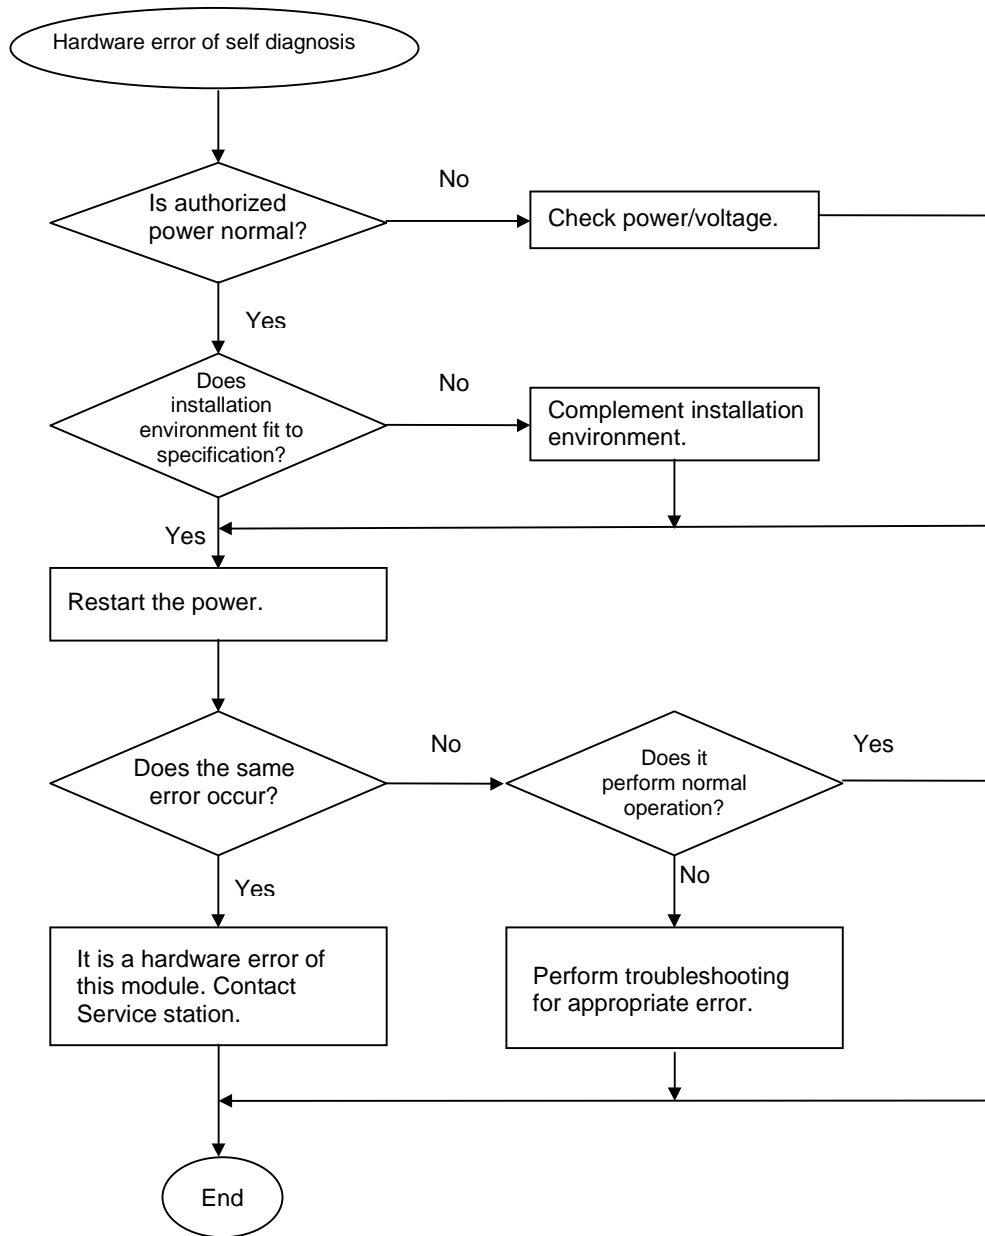 Hardware error of self diagnosis
Is authorized
power normal?
No
Check power/voltage.
Yes
Does
installation
environment fit to
specification?
No
Complement installation
environment.
Yes
Restart the power.
Does the same
error occur?
No
Does it
perform normal
operation?
Yes
Yes
No
It is a hardware error of
this module. Contact
Service station.
Perform troubleshooting
for appropriate error.
End